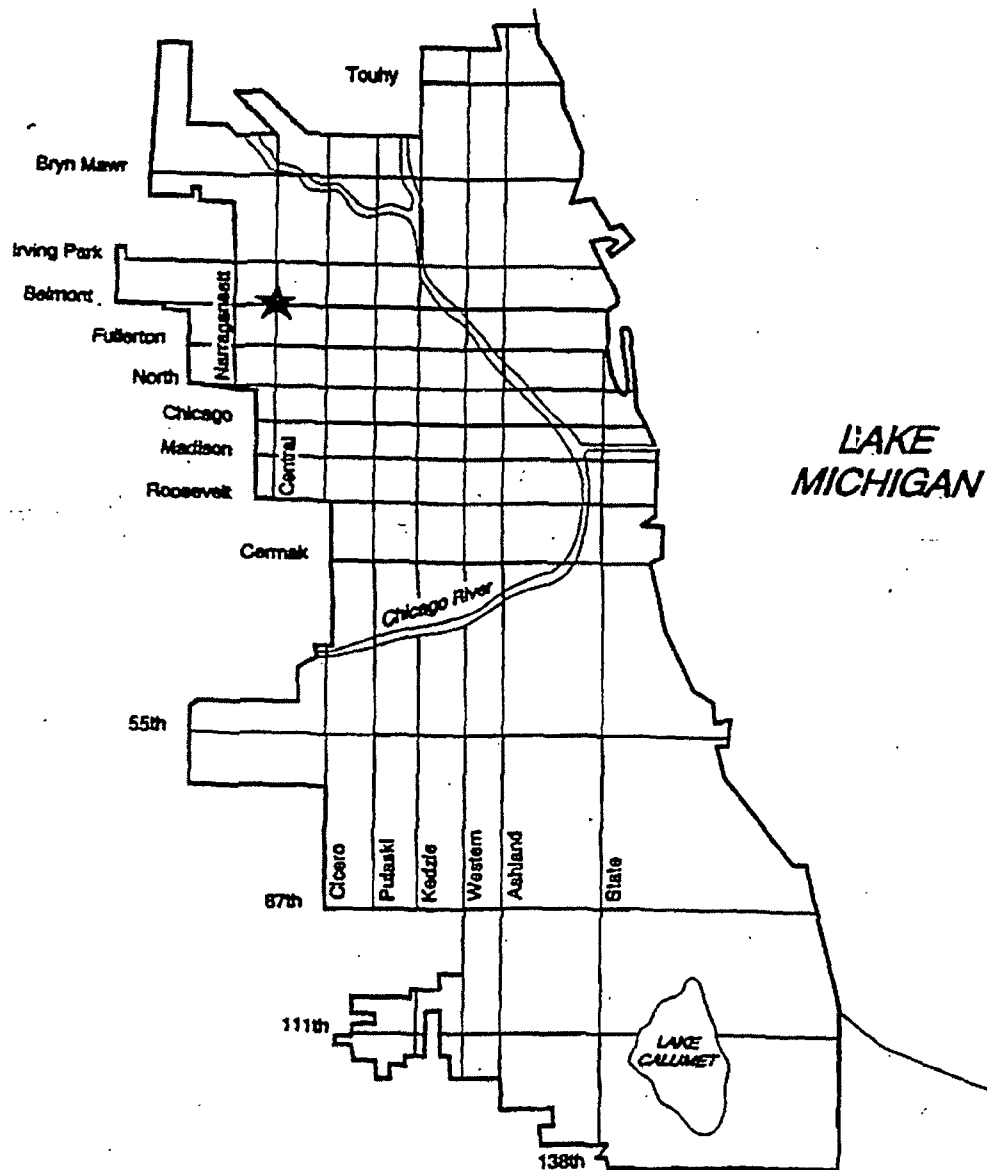 Touhy
Bryn Mawr
Irving Park
Belmont
Narragansett
Fullerton
North
Chicago
Madison
Central
Roosevelt
LAKE
MICHIGAN
Cermak
Chicago River
55th
Cicero
Pulaski
Kedzie
Western
Ashland
State
87th
111th
LAKE
CALUMET
138th